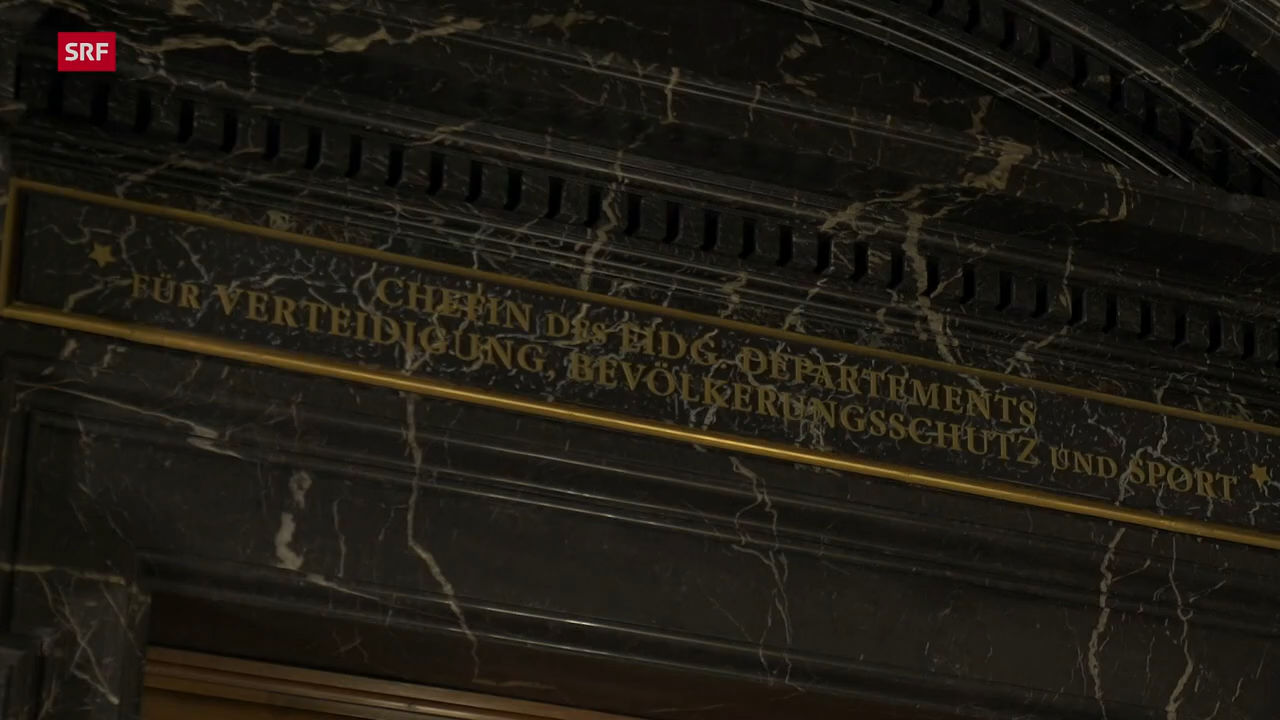 SRF
CHEFIN DES EIDG. DEPARTEMENTS
FÜR VERTEIDIGUNG, BEVÖLKERUNGSSCHUTZ UND SPORT